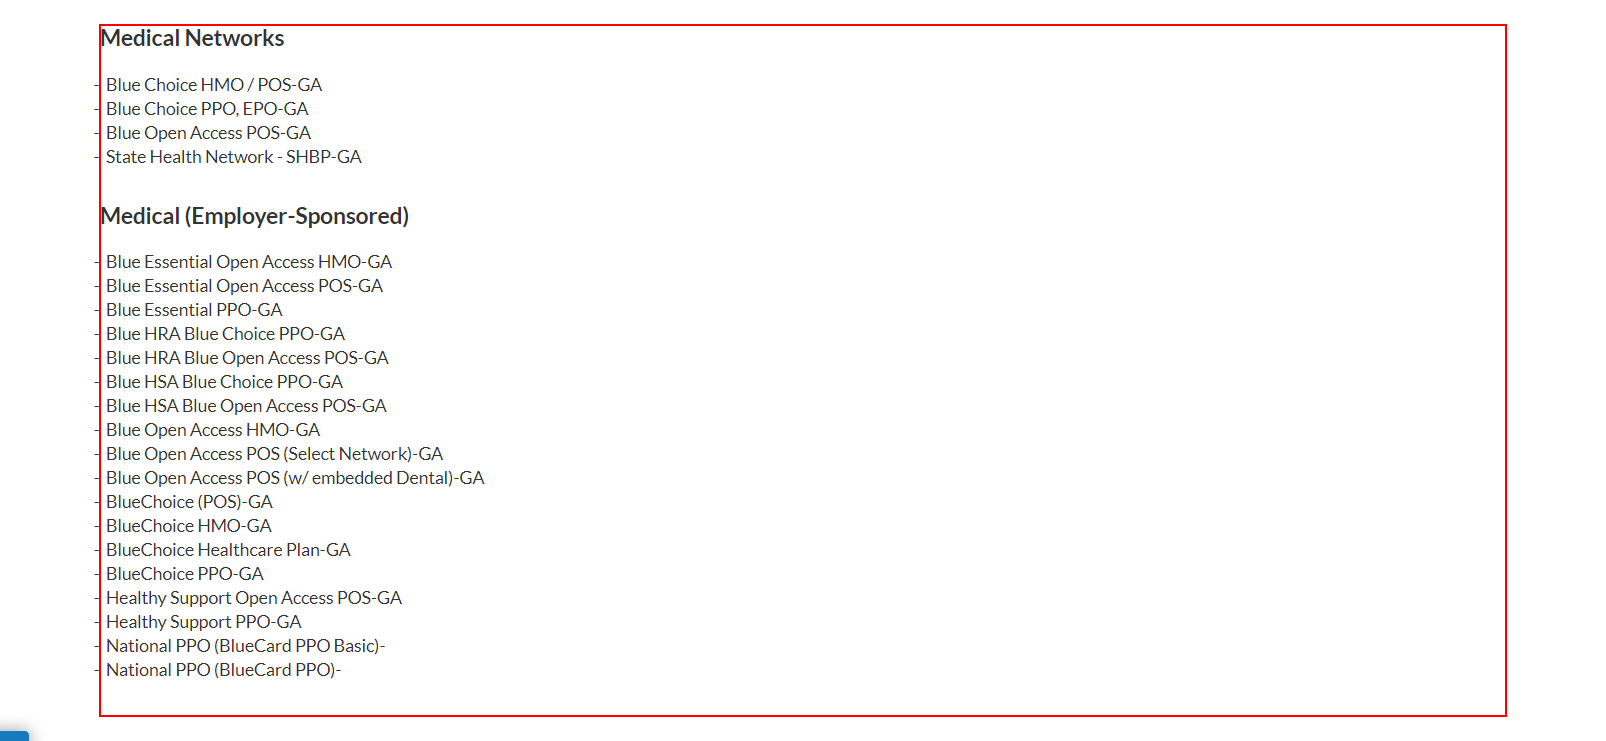 Medical Networks
- Blue Choice HMO / POS-GA
- Blue Choice PPO, EPO-GA
- Blue Open Access POS-GA
- State Health Network - SHBP-GA
Medical (Employer-Sponsored)
- Blue Essential Open Access HMO-GA
- Blue Essential Open Access POS-GA
- Blue Essential PPO-GA
- Blue HRA Blue Choice PPO-GA
- Blue HRA Blue Open Access POS-GA
- Blue HSA Blue Choice PPO-GA
- Blue HSA Blue Open Access POS-GA
- Blue Open Access HMO-GA
- Blue Open Access POS (Select Network)-GA
- Blue Open Access POS (w/ embedded Dental)-GA
- BlueChoice (POS)-GA
- BlueChoice HMO-GA
- BlueChoice Healthcare Plan-GA
- BlueChoice PPO-GA
- Healthy Support Open Access POS-GA
- Healthy Support PPO-GA
- National PPO (BlueCard PPO Basic)-
- National PPO (BlueCard PPO)-